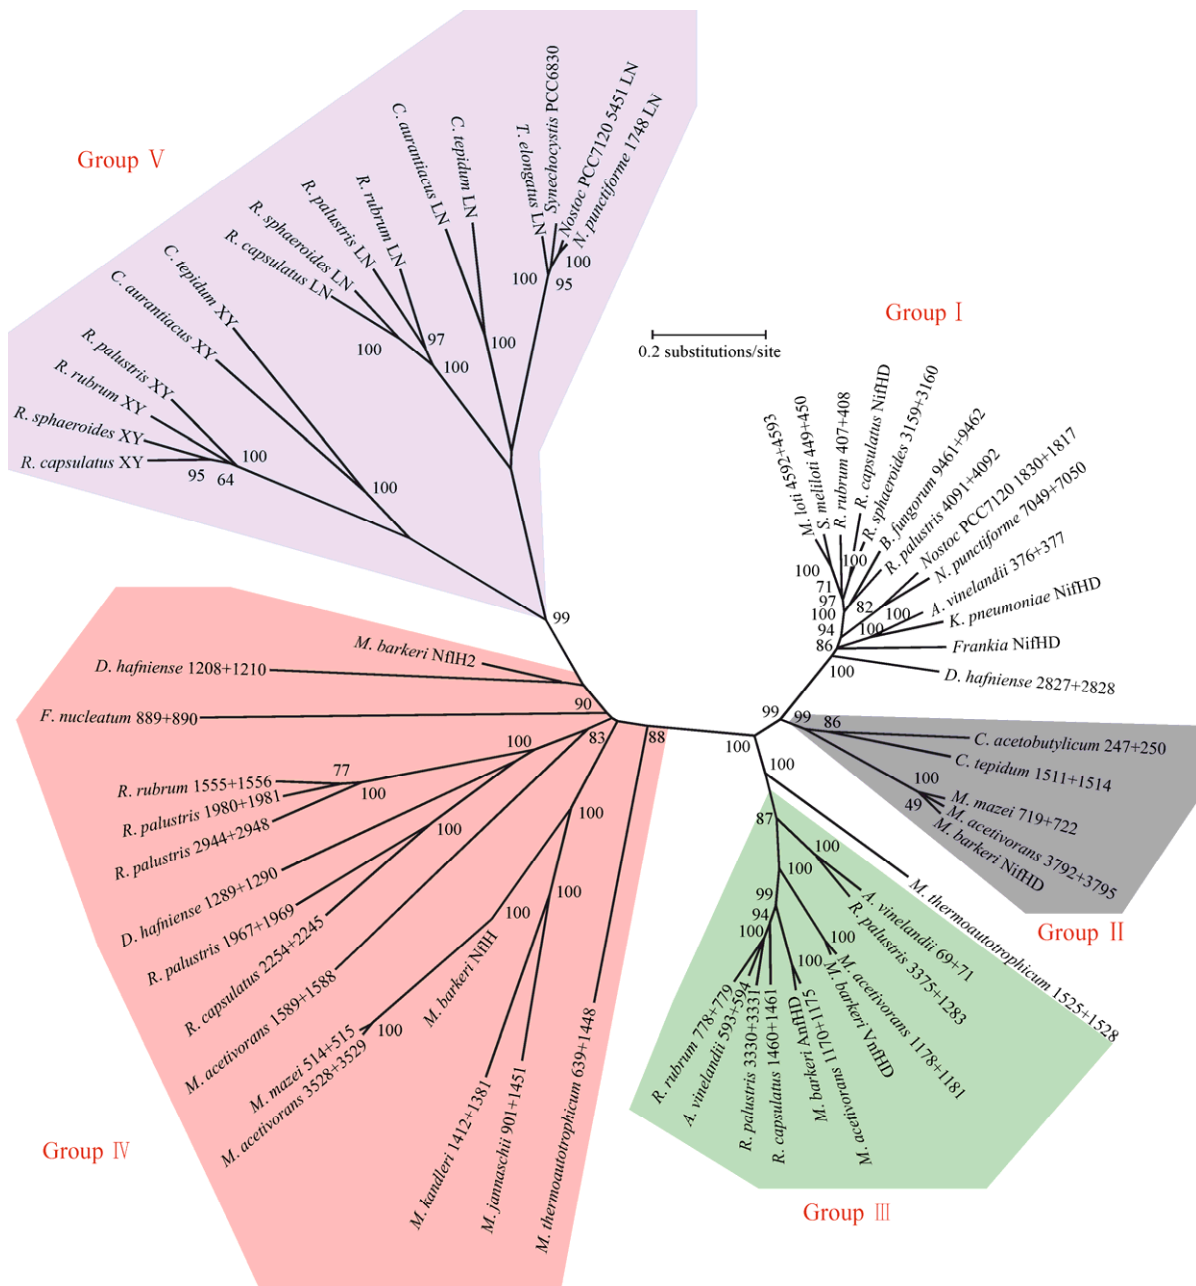 Group V
C. aurantiacus LN
C. tepidum LN
T. elongatus LN
Synechocystis PCC6830
Nostoc PCC7120 5451 LN
N. punctiforme 1748 LN
R. rubrum LN
R. palustris LN
R. sphaeroides LN
R. capsulatus LN
100
100
95
97
100
100
100
C. tepidum XY
C. aurantiacus XY
R. palustris XY
R. rubrum XY
R. sphaeroides XY
R. capsulatus XY
100
95
64
100
99
0.2 substitutions/site
Group I
M. loti 4592+4593
S. meliloti 449+450
R. rubrum 407+408
R. capsulatus NifHD
R. sphaeroides 3159+3160
B. fungorum 9461+9462
R. palustris 4091+4092
Nostoc PCC7120 1830+1817
N. punctiforme 7049+7050
A. vinelandii 376+377
K. pneumoniae NifHD
Frankia NifHD
D. hafniense 2827+2828
100
100
71
97
82
100
100
94
100
86
100
99
99
86
C. acetobutylicum 247+250
C. tepidum 1511+1514
100
M. mazei 719+722
49
M. acetivorans 3792+3795
M. barkeri NifHD
Group II
M. barkeri NflH2
D. hafniense 1208+1210
F. nucleatum 889+890
90
83
88
100
100
77
100
R. rubrum 1555+1556
R. palustris 1980+1981
R. palustris 2944+2948
D. hafniense 1289+1290
100
R. palustris 1967+1969
R. capsulatus 2254+2245
M. acetivorans 1589+1588
100
100
100
M. barkeri NflH
M. mazei 514+515
100
M. acetivorans 3528+3529
M. kandleri 1412+1381
M. jannaschii 901+1451
M. thermoautotrophicum 639+1448
Group IV
100
87
100
100
M. thermoautotrophicum 1525+1528
A. vinelandii 69+71
R. palustris 3375+1283
99
94
100
100
100
M. acetivorans 1178+1181
M. barkeri VnfHD
R. rubrum 778+779
A. vinelandii 593+594
R. palustris 3330+3331
R. capsulatus 1460+1461
M. barkeri AnfHD
M. acetivorans 1170+1175
Group III